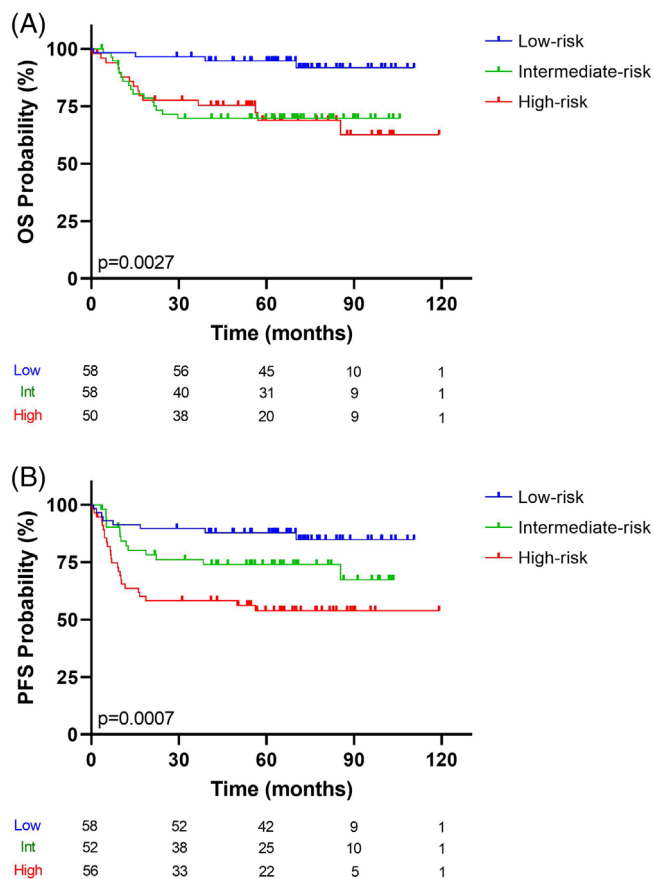 (A)
100
75
50
25
0
OS Probability (%)
p=0.0027
0 30 60 90 120
Time (months)
Low-risk
Intermediate-risk
High-risk
Low 58 56 45 10 1
Int 58 40 31 9 1
High 50 38 20 9 1
(B)
100
75
50
25
0
PFS Probability (%)
p=0.0007
0 30 60 90 120
Time (months)
Low-risk
Intermediate-risk
High-risk
Low 58 52 42 9 1
Int 52 38 25 10 1
High 56 33 22 5 1